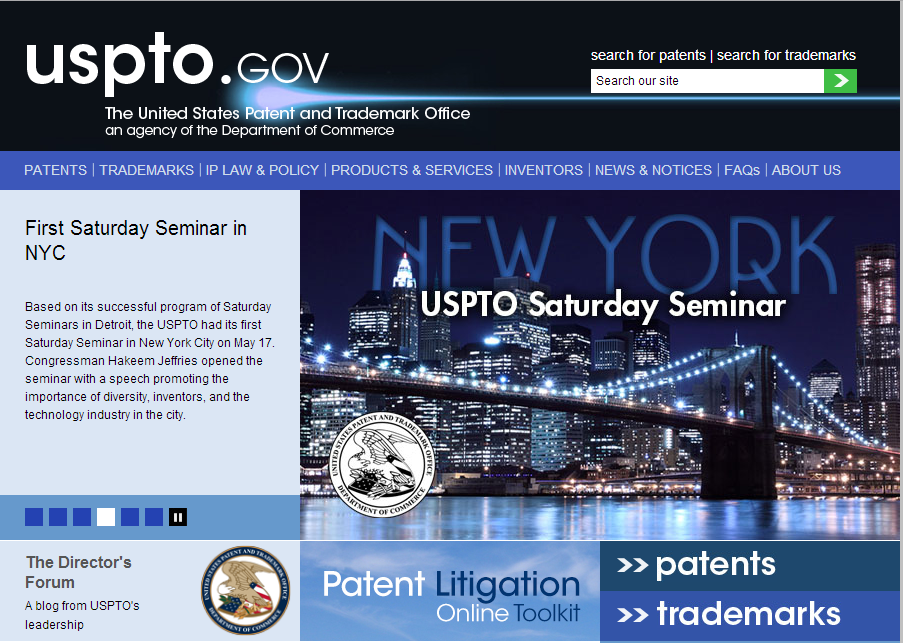 uspto.GOV
search for patents | search for trademarks
Search our site
The United States Patent and Trademark Office
an agency of the Department of Commerce
PATENTS | TRADEMARKS | IP LAW & POLICY | PRODUCTS & SERVICES | INVENTORS | NEWS & NOTICES | FAQs | ABOUT US
First Saturday Seminar in
NYC
Based on its successful program of Saturday
Seminars in Detroit, the USPTO had its first
Saturday Seminar in New York City on May 17.
Congressman Hakeem Jeffries opened the
seminar with a speech promoting the
importance of diversity, inventors, and the
technology industry in the city.
NEW YORK
USPTO Saturday Seminar
UNITED STATES PATENT AND TRADEMARK OFFICE
DEPARTMENT OF COMMERCE
The Director's
Forum
A blog from USPTO's
leadership
UNITED STATES PATENT AND TRADEMARK OFFICE
DEPARTMENT OF COMMERCE
Patent Litigation
Online Toolkit
>> patents
>> trademarks